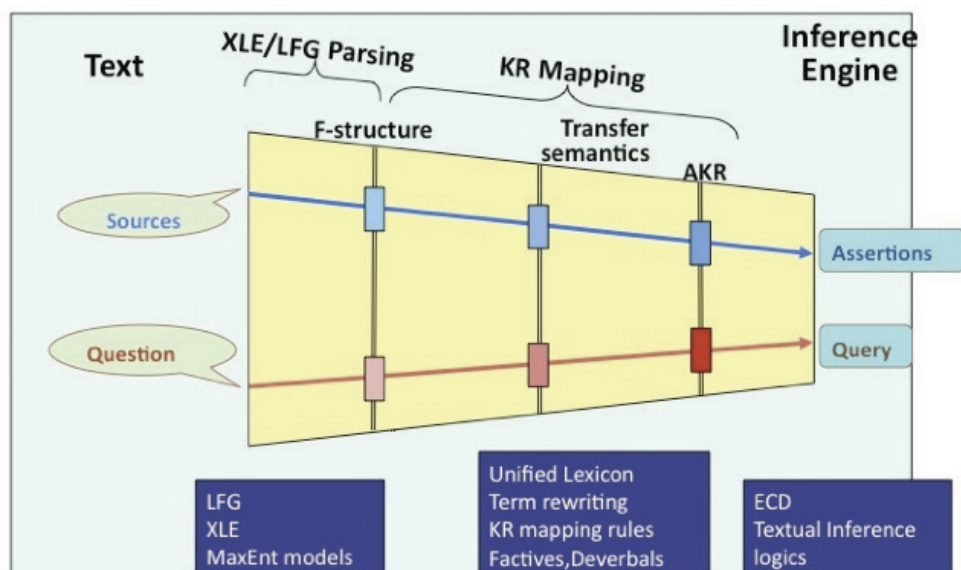 XLE/LFG Parsing
Text
KR Mapping
Inference
Engine
F-structure
Transfer
semantics
AKR
Sources
Assertions
Question
Query
LFG
XLE
MaxEnt models
Unified Lexicon
Term rewriting
KR mapping rules
Factives,Deverbals
ECD
Textual Inference
logics